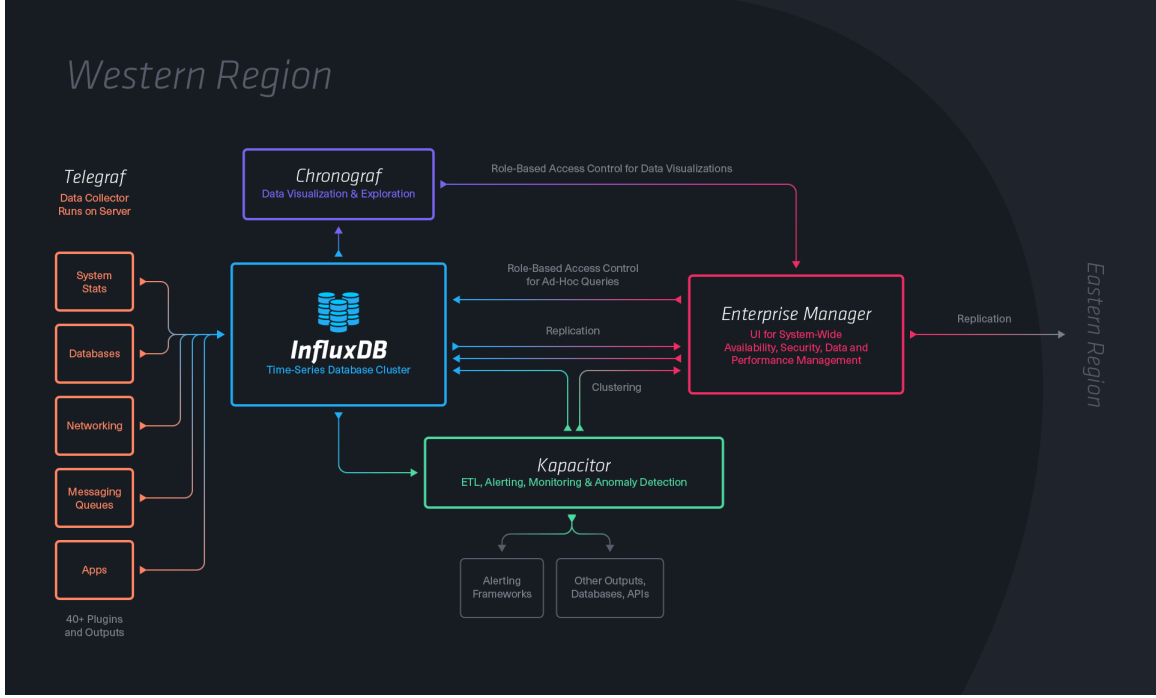 Western Region
Telegraf
Data Collector
Runs on Server
System
Stats
Databases
Networking
Messaging
Queues
Apps
40+ Plugins
and Outputs
Chronograf
Data Visualization & Exploration
Role-Based Access Control for Data Visualizations
InfluxDB
Time-Series Database Cluster
Role-Based Access Control
for Ad-Hoc Queries
Replication
Clustering
Enterprise Manager
UI for System-Wide
Availability, Security, Data and
Performance Management
Replication
Eastern Region
Kapacitor
ETL, Alerting, Monitoring & Anomaly Detection
Alerting
Frameworks
Other Outputs,
Databases, APIs